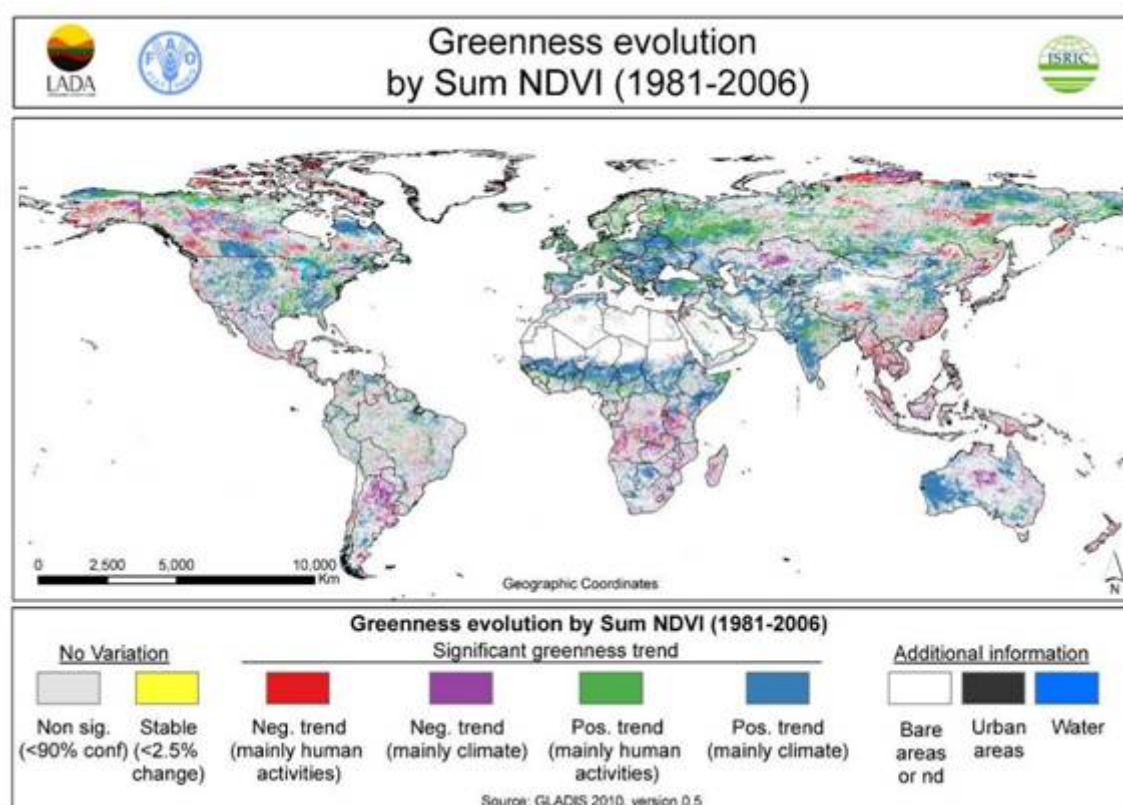 LADA
FAO
Greenness evolution
by Sum NDVI (1981-2006)
ISRIC
0 2,500 5,000 10,000
Km
Geographic Coordinates
N
Greenness evolution by Sum NDVI (1981-2006)
No Variation
Significant greenness trend
Additional information
Non sig.
(<90% conf)
Stable
(<2.5%
change)
Neg. trend
(mainly human
activities)
Neg. trend
(mainly climate)
Pos. trend
(mainly human
activities)
Pos. trend
(mainly climate)
Bare
areas
or nd
Urban
areas
Water
Source: GLADIS 2010, version 0.5